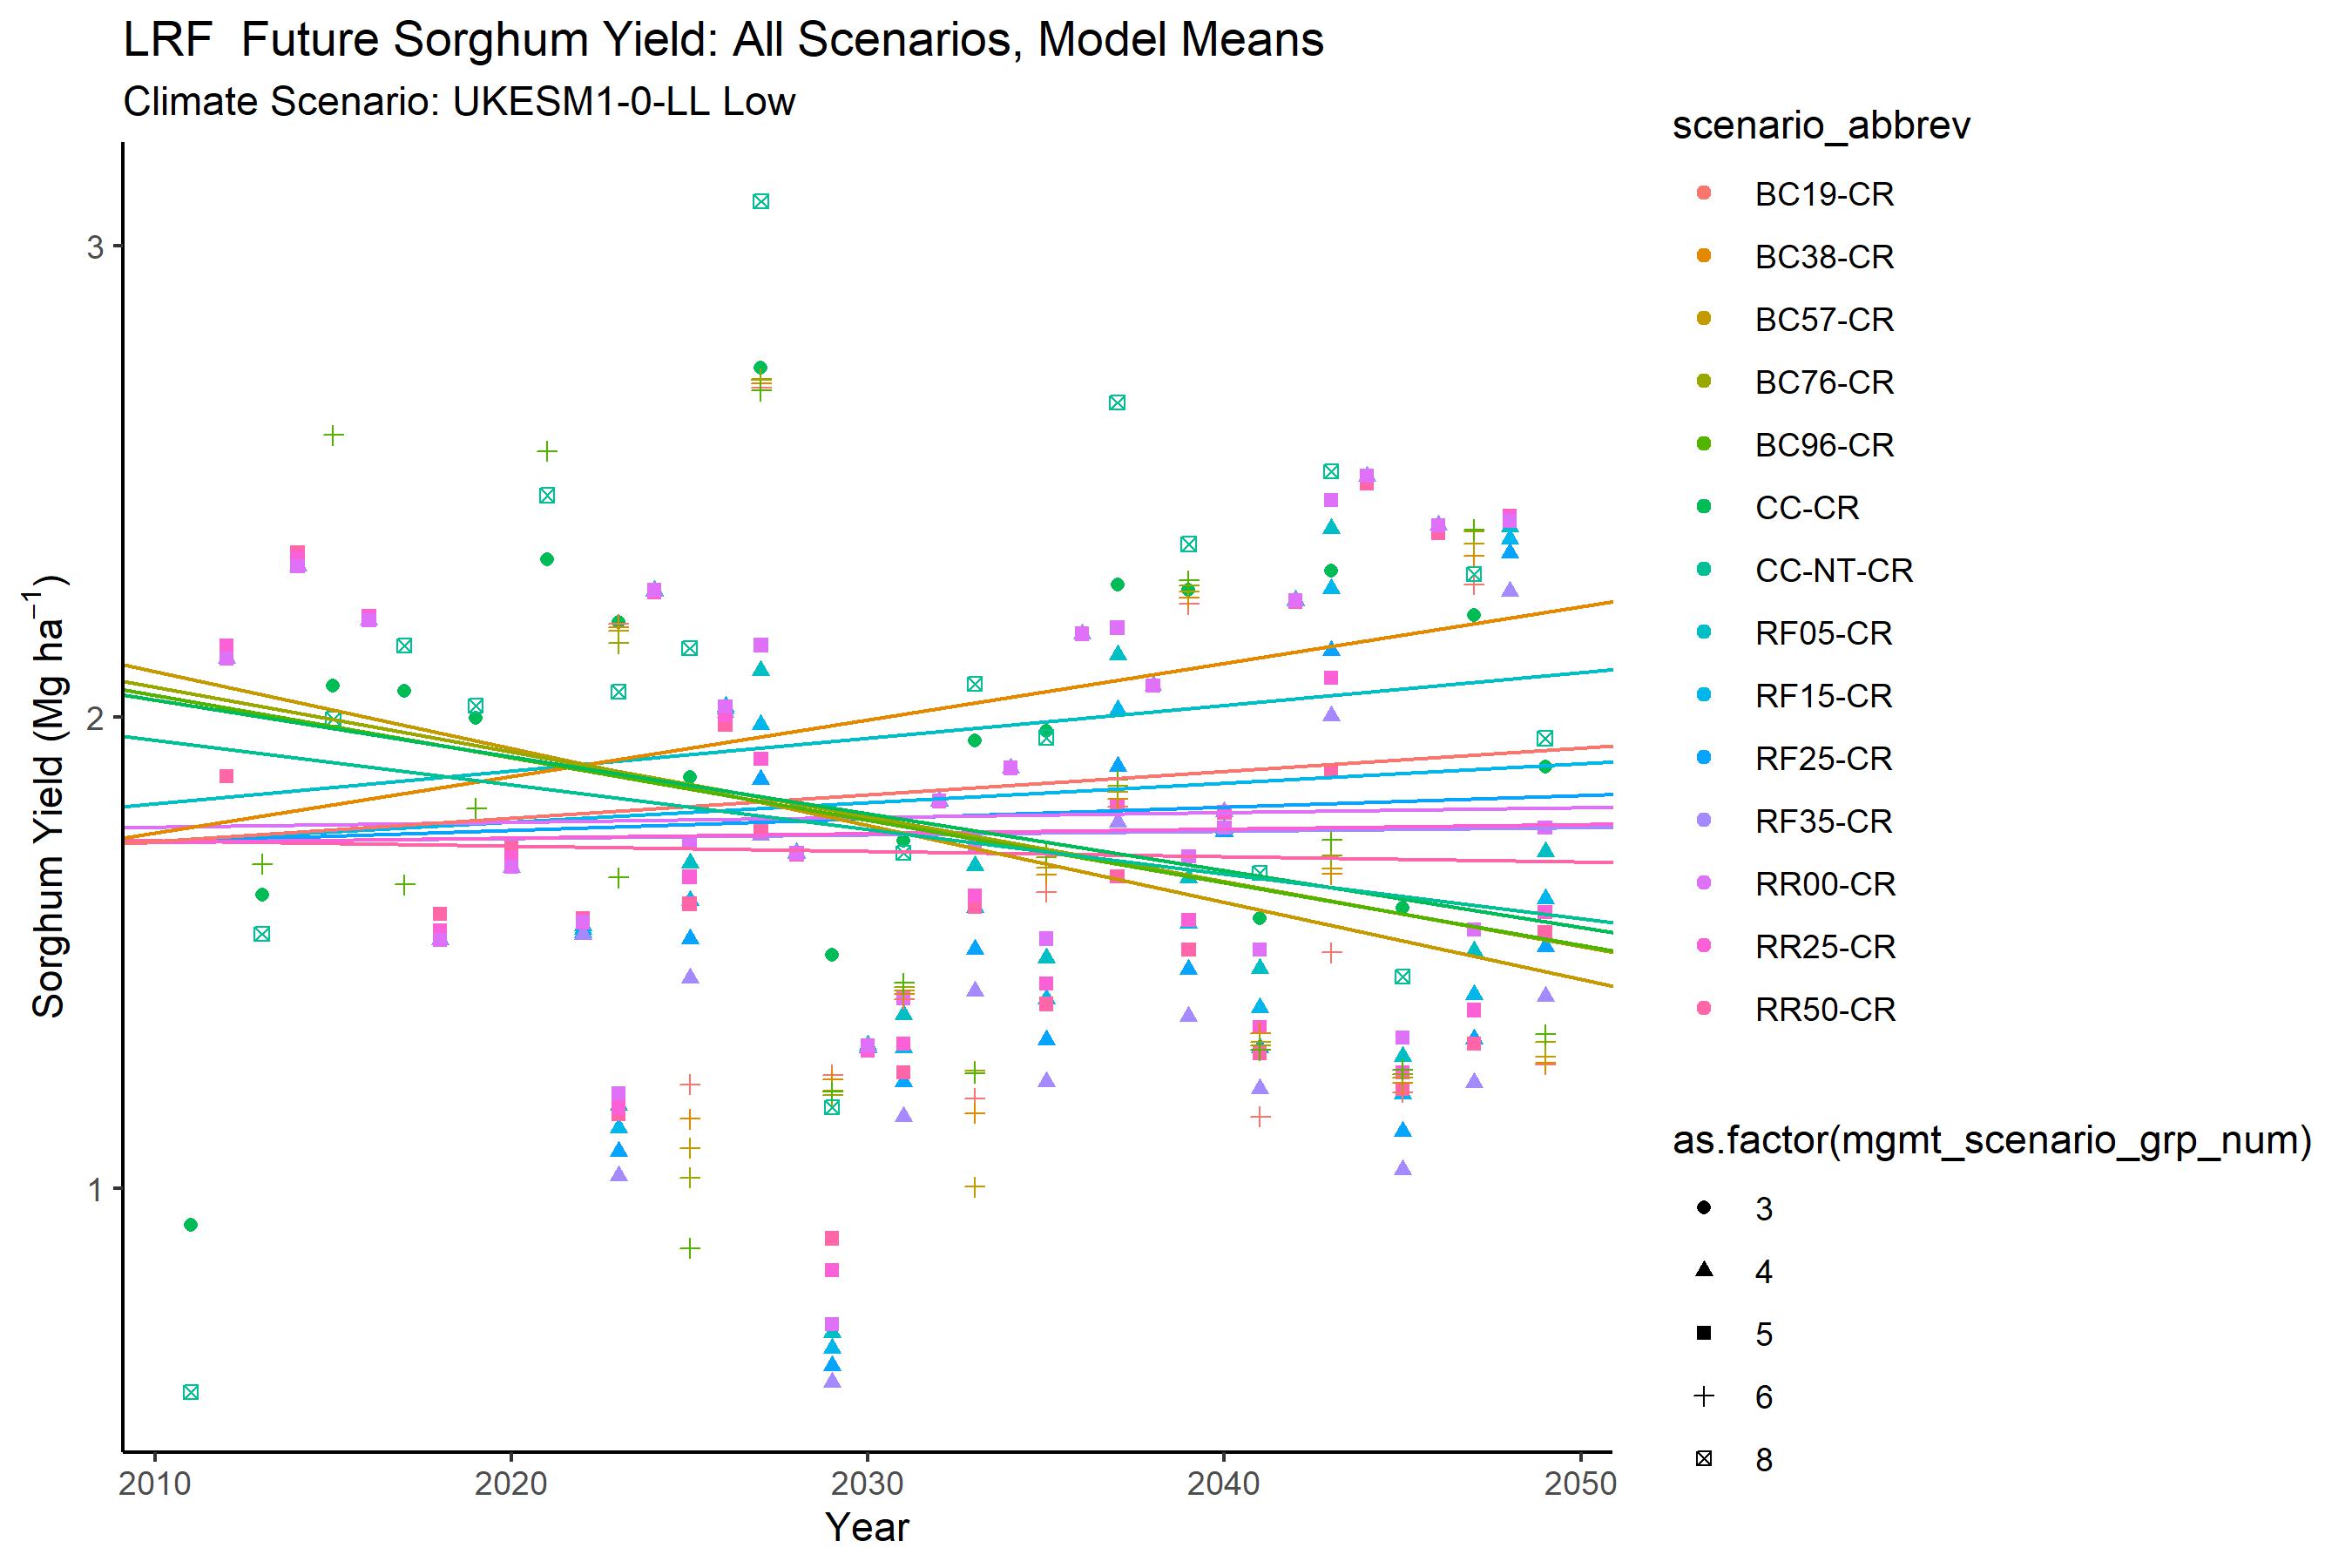 LRF  Future Sorghum Yield: All Scenarios, Model Means
Climate Scenario: UKESM1-0-LL Low
Sorghum Yield (Mg ha⁻¹)
3
2
1
2010
2020
2030
2040
2050
Year
scenario_abbrev
BC19-CR
BC38-CR
BC57-CR
BC76-CR
BC96-CR
CC-CR
CC-NT-CR
RF05-CR
RF15-CR
RF25-CR
RF35-CR
RR00-CR
RR25-CR
RR50-CR
as.factor(mgmt_scenario_grp_num)
3
4
5
6
8